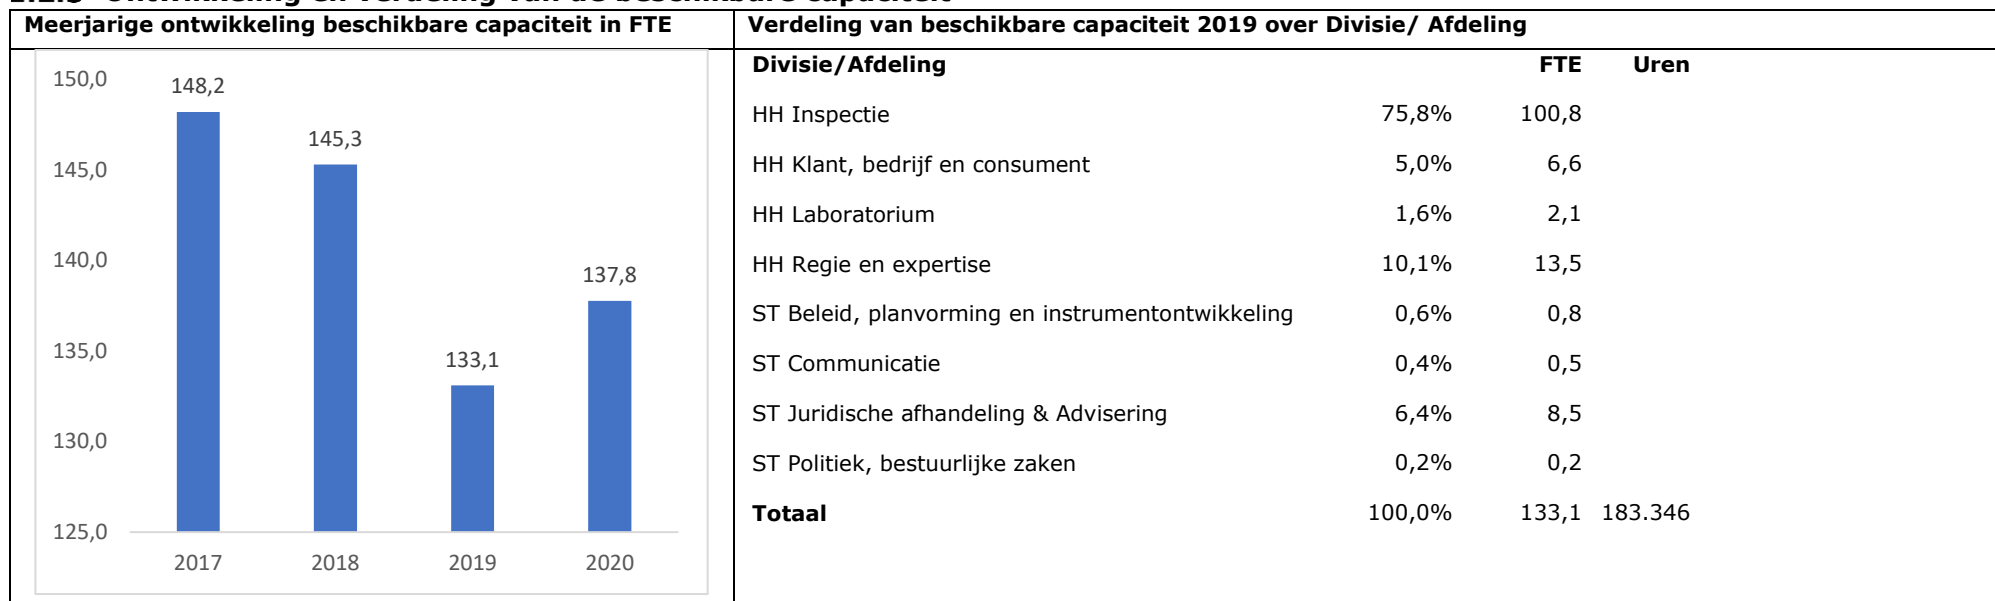 Meerjarige ontwikkeling beschikbare capaciteit in FTE
150,0
145,0
140,0
135,0
130,0
125,0
148,2
145,3
133,1
137,8
2017 2018 2019 2020
Verdeling van beschikbare capaciteit 2019 over Divisie/ Afdeling
Divisie/Afdeling FTE Uren
HH Inspectie 75,8% 100,8
HH Klant, bedrijf en consument 5,0% 6,6
HH Laboratorium 1,6% 2,1
HH Regie en expertise 10,1% 13,5
ST Beleid, planvorming en instrumentontwikkeling 0,6% 0,8
ST Communicatie 0,4% 0,5
ST Juridische afhandeling & Advisering 6,4% 8,5
ST Politiek, bestuurlijke zaken 0,2% 0,2
Totaal 100,0% 133,1 183.346